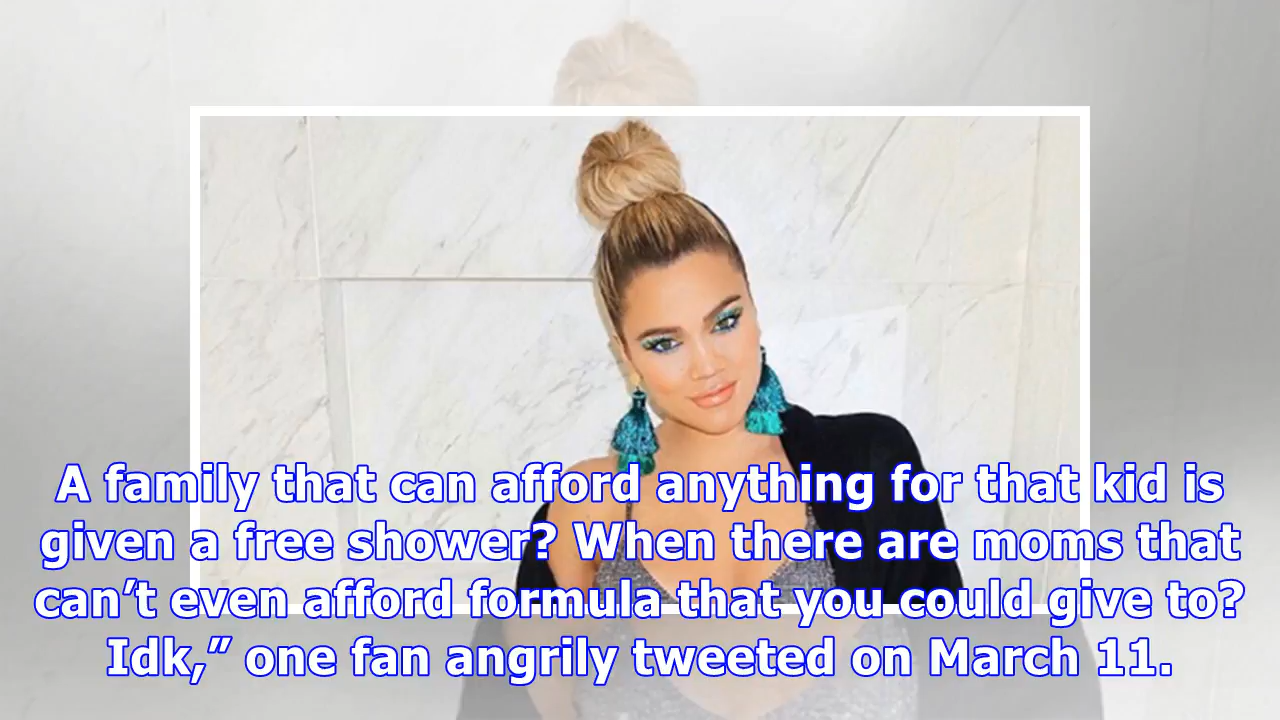 A family that can afford anything for that kid is
given a free shower? When there are moms that
can’t even afford formula that you could give to?
Idk,” one fan angrily tweeted on March 11.